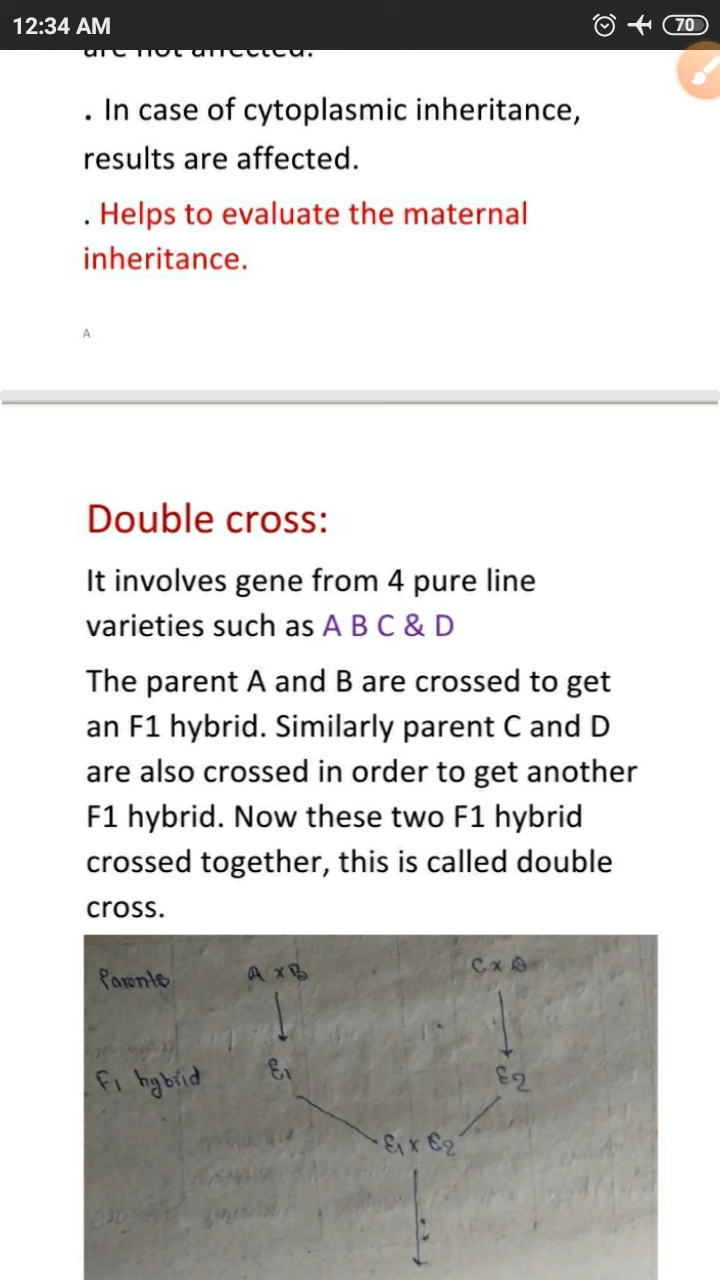 12:34 AM
70
are not affected.
. In case of cytoplasmic inheritance,
results are affected.
. Helps to evaluate the maternal
inheritance.
A
Double cross:
It involves gene from 4 pure line
varieties such as A B C & D
The parent A and B are crossed to get
an F1 hybrid. Similarly parent C and D
are also crossed in order to get another
F1 hybrid. Now these two F1 hybrid
crossed together, this is called double
cross.
Parents A x B C x D
F1 hybrid E1 E2
E1 x E2